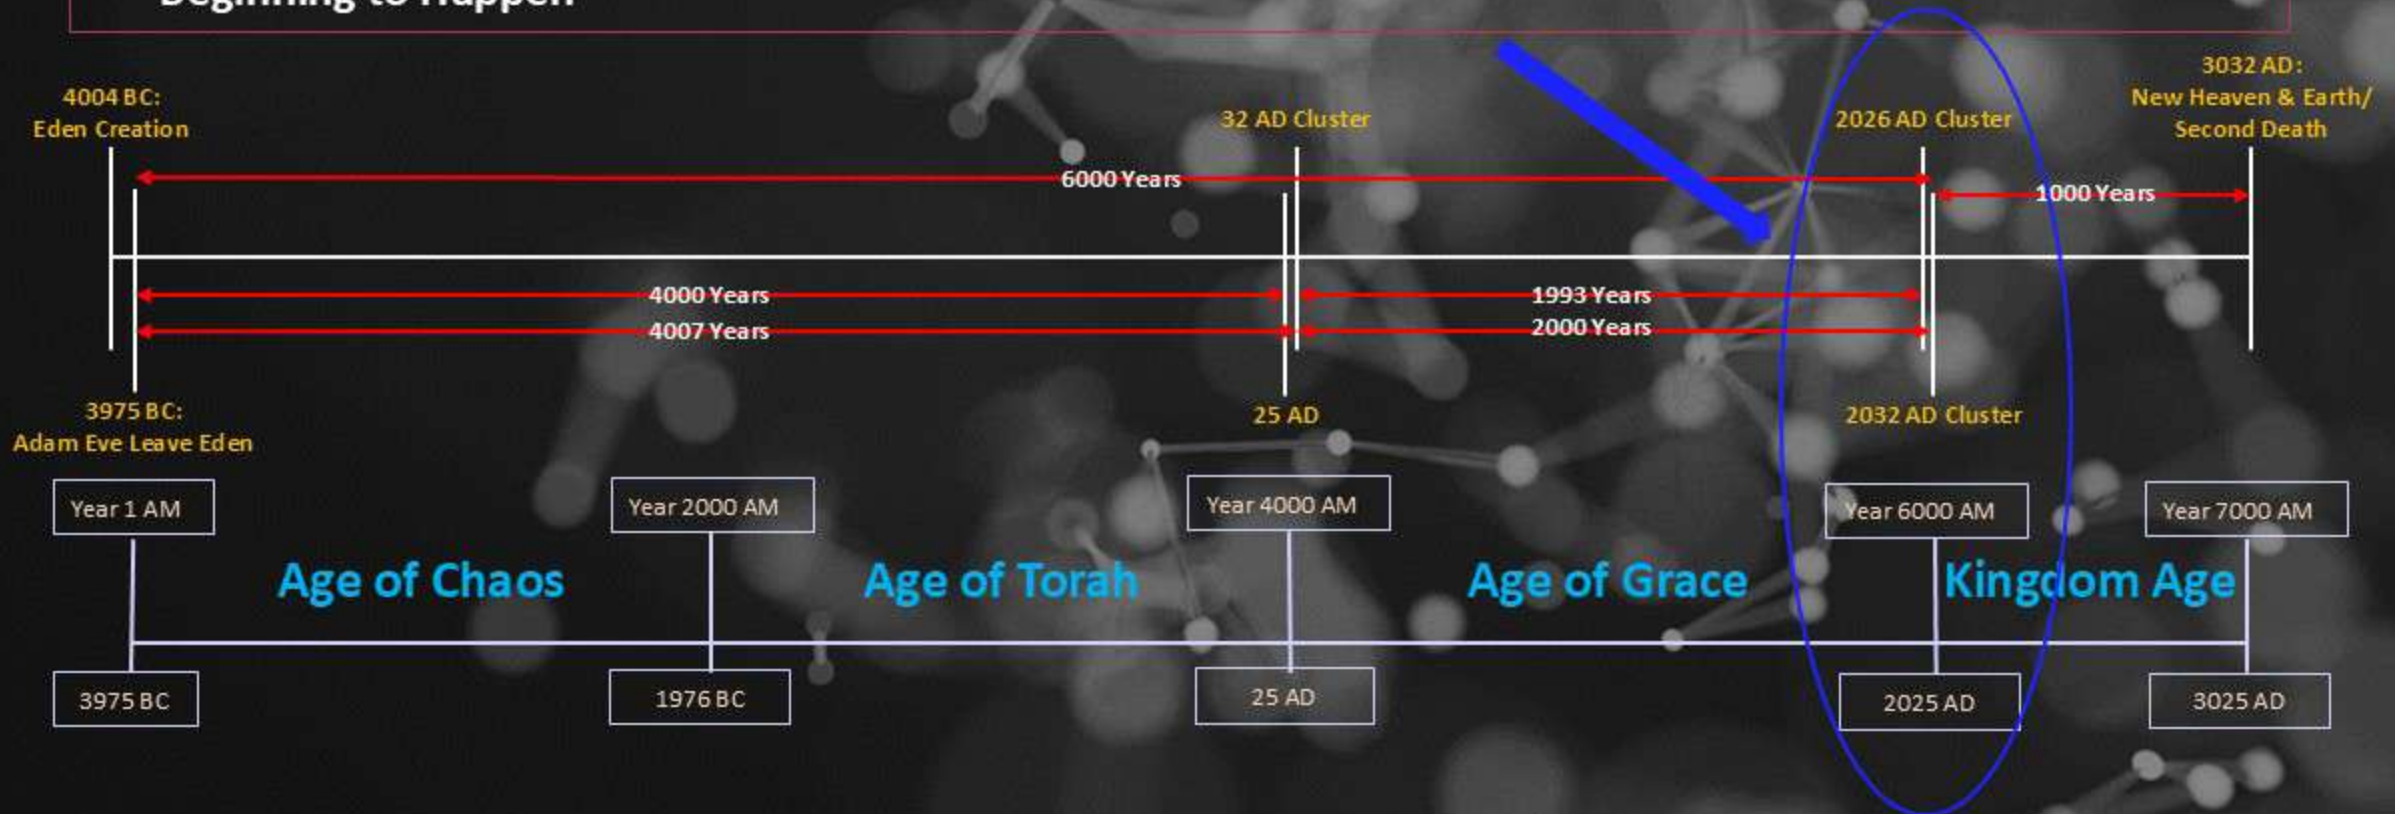 Beginning to Happen
4004 BC:
Eden Creation
32 AD Cluster
2026 AD Cluster
3032 AD:
New Heaven & Earth/
Second Death
6000 Years
1000 Years
4000 Years
1993 Years
4007 Years
2000 Years
3975 BC:
Adam Eve Leave Eden
25 AD
2032 AD Cluster
Year 1 AM
Year 2000 AM
Year 4000 AM
Year 6000 AM
Year 7000 AM
Age of Chaos
Age of Torah
Age of Grace
Kingdom Age
3975 BC
1976 BC
25 AD
2025 AD
3025 AD